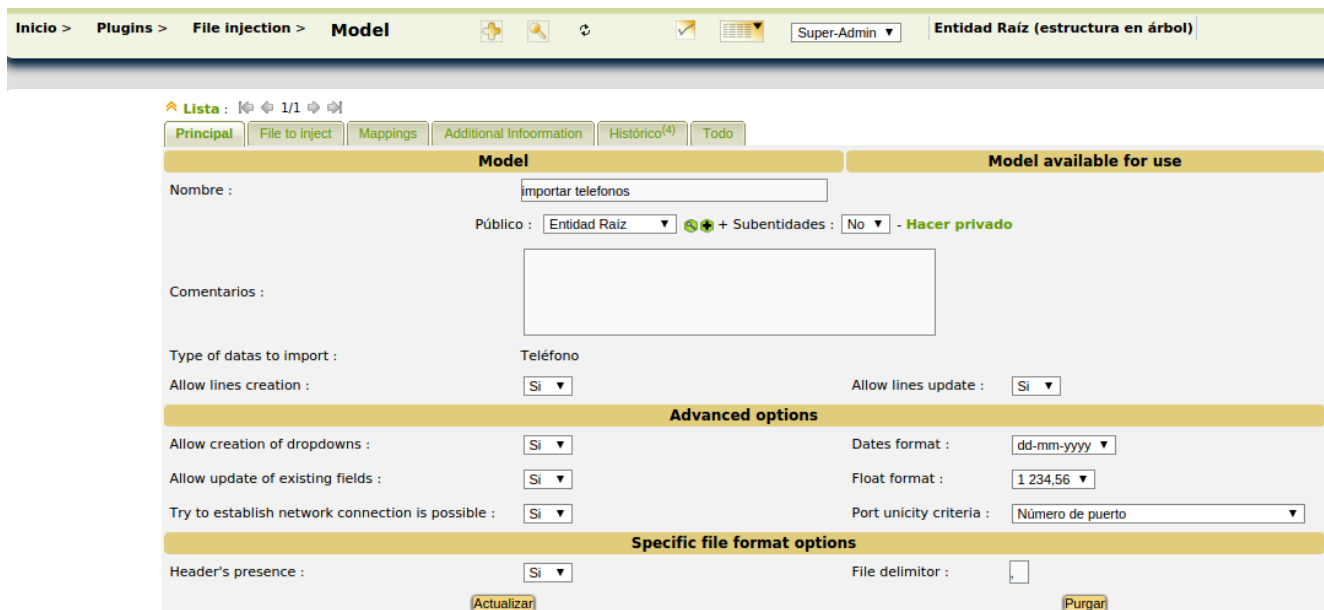 Inicio > Plugins > File injection > Model Super-Admin Entidad Raíz (estructura en árbol)
Lista : 1/1
Principal File to inject Mappings Additional Infoormation Histórico(4) Todo
Model Model available for use
Nombre : importar telefonos
Público : Entidad Raíz + Subentidades : No - Hacer privado
Comentarios :
Type of datas to import : Teléfono
Allow lines creation : Si Allow lines update : Si
Advanced options
Allow creation of dropdowns : Si Dates format : dd-mm-yyyy
Allow update of existing fields : Si Float format : 1 234,56
Try to establish network connection is possible : Si Port unicity criteria : Número de puerto
Specific file format options
Header's presence : Si File delimitor : ,
Actualizar Purgar